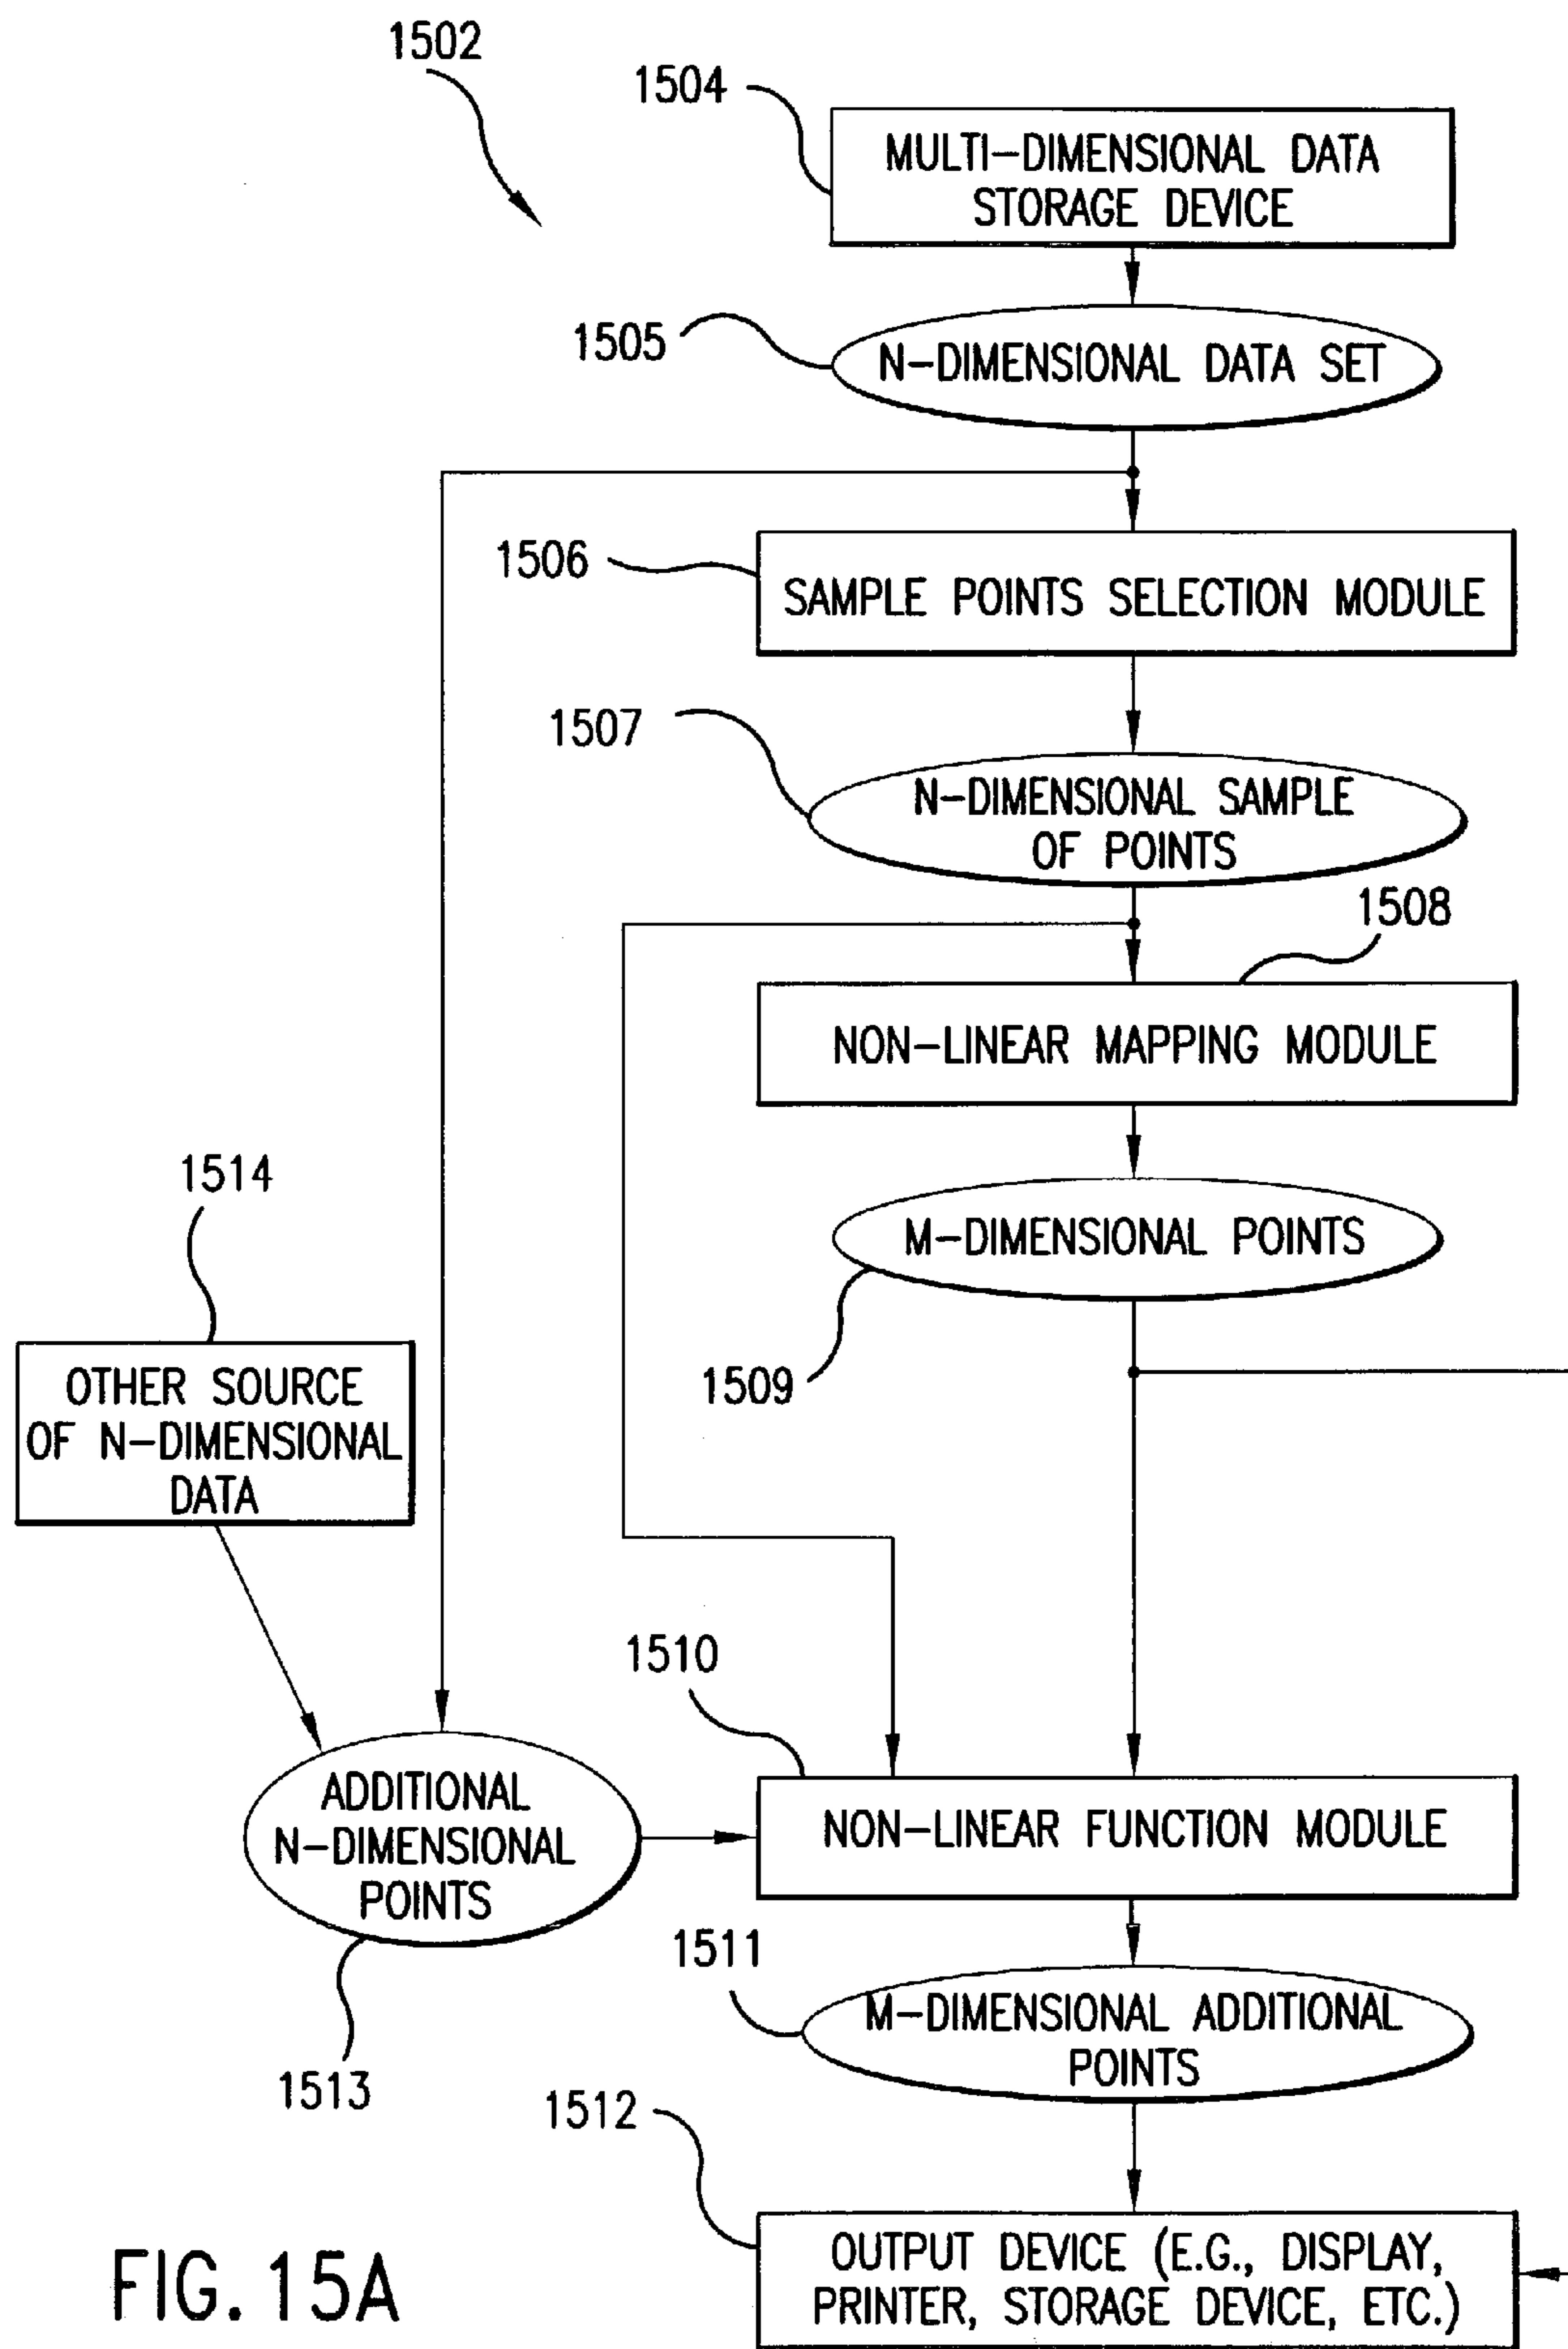 1502
1504
MULTI-DIMENSIONAL DATA
STORAGE DEVICE
1505
N-DIMENSIONAL DATA SET
1506
SAMPLE POINTS SELECTION MODULE
1507
N-DIMENSIONAL SAMPLE
OF POINTS
1508
NON-LINEAR MAPPING MODULE
1514
M-DIMENSIONAL POINTS
1509
OTHER SOURCE
OF N-DIMENSIONAL
DATA
1510
ADDITIONAL
N-DIMENSIONAL
POINTS
NON-LINEAR FUNCTION MODULE
1511
M-DIMENSIONAL ADDITIONAL
POINTS
1513
1512
OUTPUT DEVICE (E.G., DISPLAY,
PRINTER, STORAGE DEVICE, ETC.)
FIG. 15A